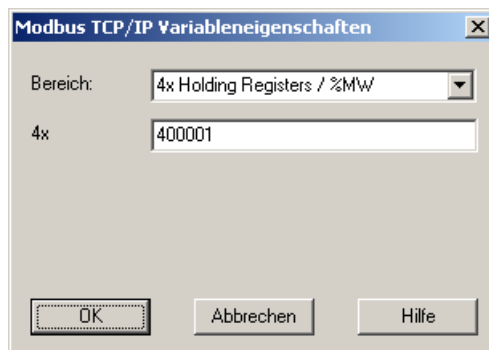 Modbus TCP/IP Variableneigenschaften
Bereich: 4x Holding Registers / %MW
4x 400001
OK Abbrechen Hilfe